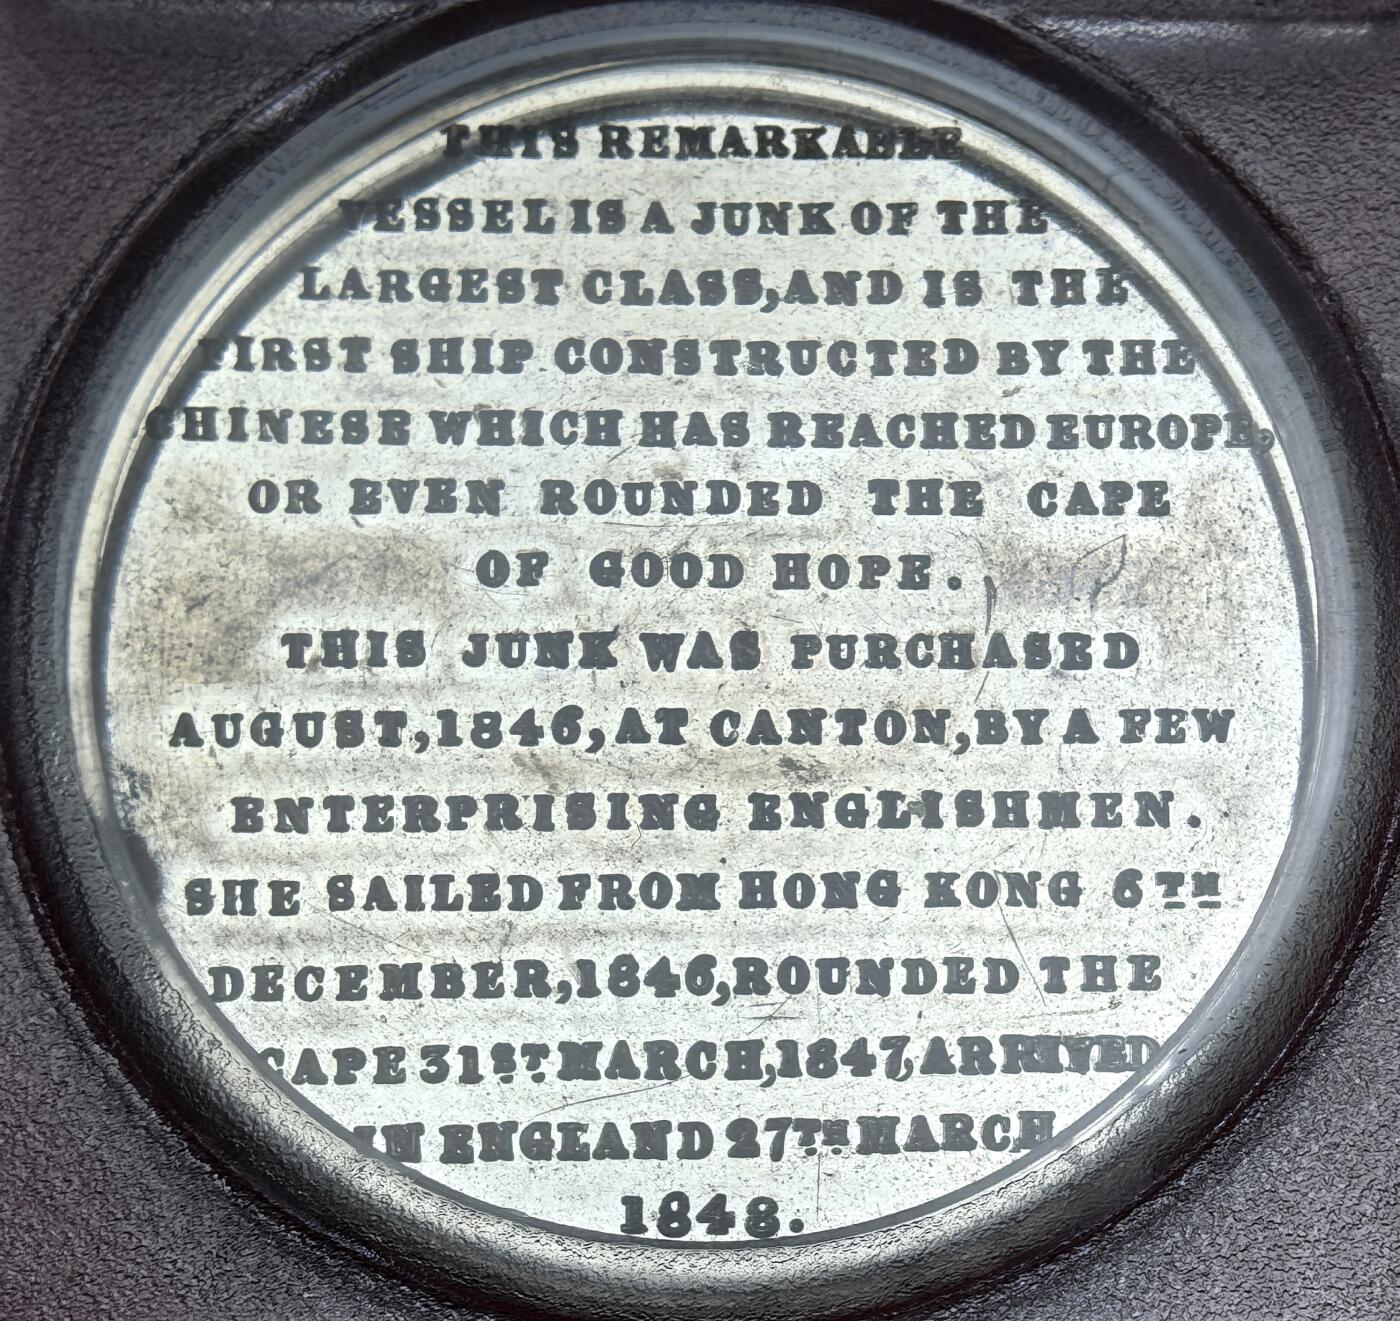 THIS REMARKABLE
VESSEL IS A JUNK OF THE
LARGEST CLASS, AND IS THE
FIRST SHIP CONSTRUCTED BY THE
CHINESE WHICH HAS REACHED EUROPE,
OR EVEN ROUNDED THE CAPE
OF GOOD HOPE.
THIS JUNK WAS PURCHASED
AUGUST, 1846, AT CANTON, BY A FEW
ENTERPRISING ENGLISHMEN.
SHE SAILED FROM HONG KONG 6TH
DECEMBER, 1846, ROUNDED THE
CAPE 31ST MARCH, 1847, ARRIVED
IN ENGLAND 27TH MARCH
1848.